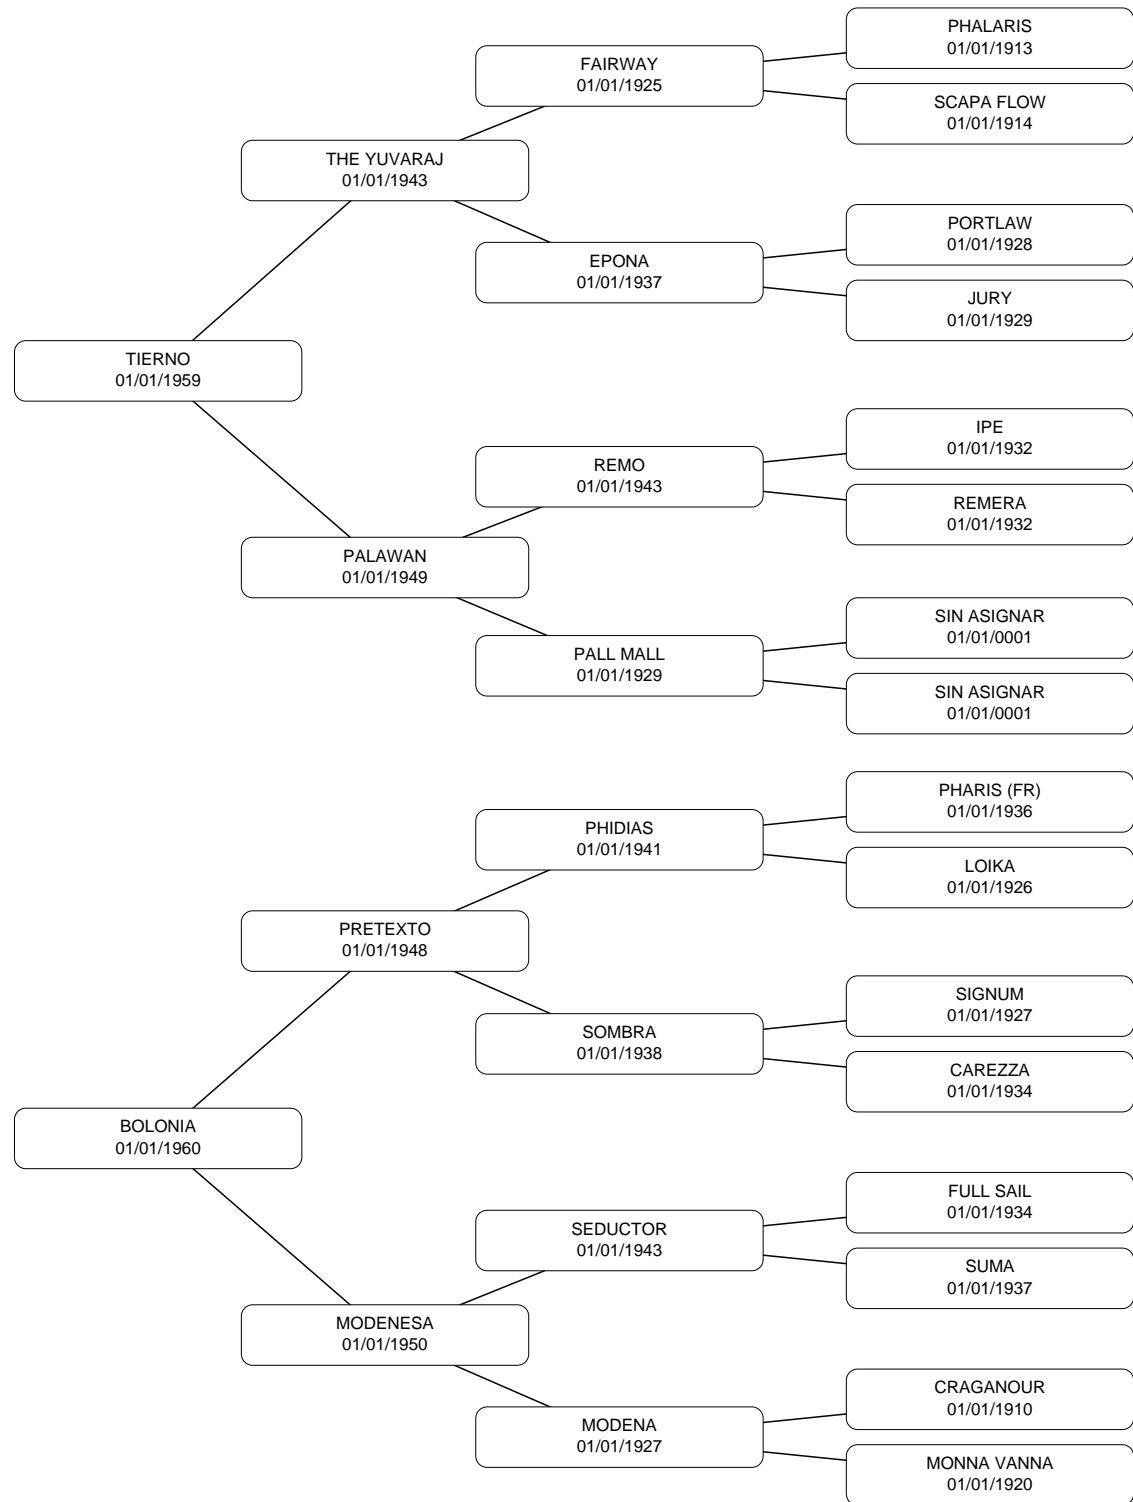 PHALARIS
01/01/1913
FAIRWAY
01/01/1925
SCAPA FLOW
01/01/1914
THE YUVARAJ
01/01/1943
PORTLAW
01/01/1928
EPONA
01/01/1937
JURY
01/01/1929
TIERNO
01/01/1959
IPE
01/01/1932
REMO
01/01/1943
REMERA
01/01/1932
PALAWAN
01/01/1949
SIN ASIGNAR
01/01/0001
PALL MALL
01/01/1929
SIN ASIGNAR
01/01/0001
PHARIS (FR)
01/01/1936
PHIDIAS
01/01/1941
LOIKA
01/01/1926
PRETEXTO
01/01/1948
SIGNUM
01/01/1927
SOMBRA
01/01/1938
CAREZZA
01/01/1934
BOLONIA
01/01/1960
FULL SAIL
01/01/1934
SEDUCTOR
01/01/1943
SUMA
01/01/1937
MODENESA
01/01/1950
CRAGANOUR
01/01/1910
MODENA
01/01/1927
MONNA VANNA
01/01/1920